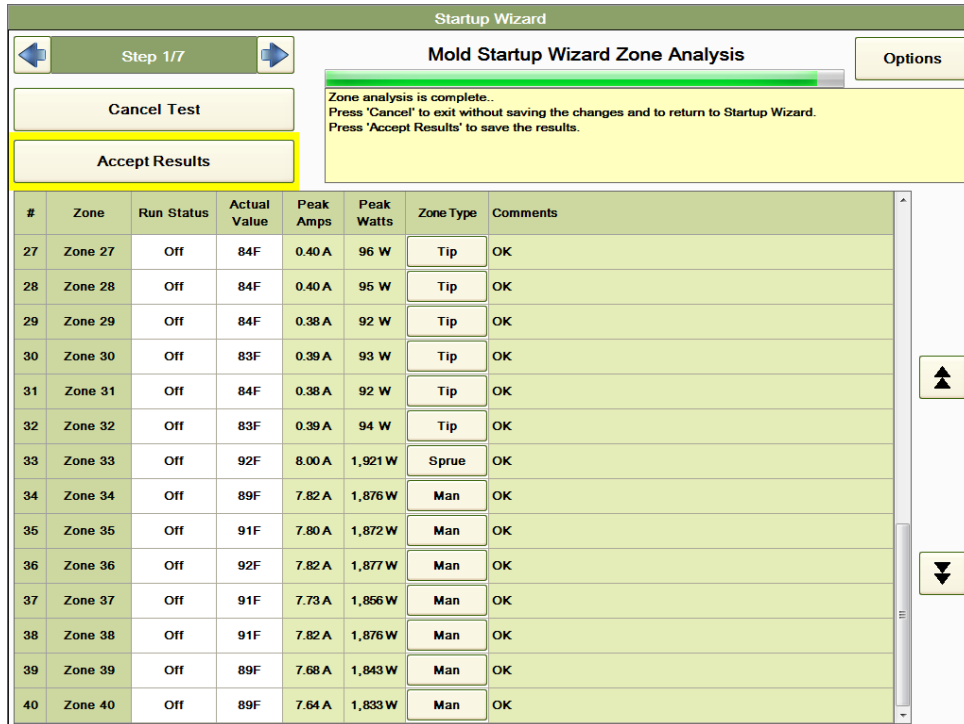 Startup Wizard
Step 1/7
Mold Startup Wizard Zone Analysis
Options
Cancel Test
Accept Results
Zone analysis is complete..
Press 'Cancel' to exit without saving the changes and to return to Startup Wizard.
Press 'Accept Results' to save the results.
# Zone Run Status Actual Value Peak Amps Peak Watts Zone Type Comments
27 Zone 27 Off 84F 0.40 A 96 W Tip OK
28 Zone 28 Off 84F 0.40 A 95 W Tip OK
29 Zone 29 Off 84F 0.38 A 92 W Tip OK
30 Zone 30 Off 83F 0.39 A 93 W Tip OK
31 Zone 31 Off 84F 0.38 A 92 W Tip OK
32 Zone 32 Off 83F 0.39 A 94 W Tip OK
33 Zone 33 Off 92F 8.00 A 1,921 W Sprue OK
34 Zone 34 Off 89F 7.82 A 1,876 W Man OK
35 Zone 35 Off 91F 7.80 A 1,872 W Man OK
36 Zone 36 Off 92F 7.82 A 1,877 W Man OK
37 Zone 37 Off 91F 7.73 A 1,856 W Man OK
38 Zone 38 Off 91F 7.82 A 1,876 W Man OK
39 Zone 39 Off 89F 7.68 A 1,843 W Man OK
40 Zone 40 Off 89F 7.64 A 1,833 W Man OK